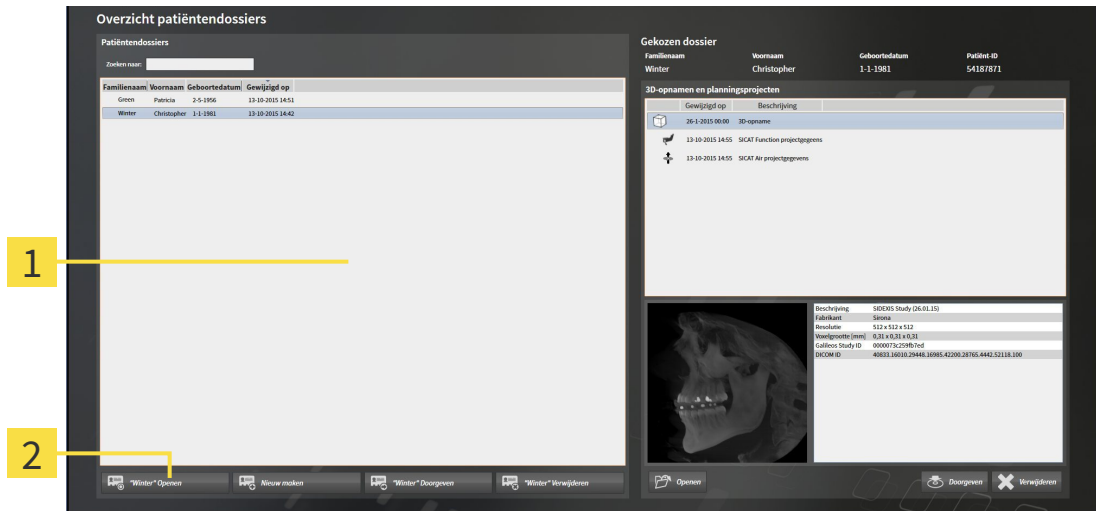 Overzicht patiëntendossiers
Patiëntendossiers
Zoeken naar:
Familienaam Voornaam Geboortedatum Gewijzigd op
Green Patricia 2-5-1956 13-10-2015 14:51
Winter Christopher 1-1-1981 13-10-2015 14:42
1
2
"Winter" Openen
Nieuw maken
"Winter" Doorgeven
"Winter" Verwijderen
Gekozen dossier
Familienaam Voornaam Geboortedatum Patiënt-ID
Winter Christopher 1-1-1981 54187871
3D-opnamen en planningsprojecten
Gewijzigd op Beschrijving
26-1-2015 00:00 3D-opname
13-10-2015 14:55 SICAT Function projectgegeens
13-10-2015 14:55 SICAT Air projectgegevens
Beschrijving SIDEXIS Study (26.01.15)
Fabrikant Sirona
Resolutie 512 x 512 x 512
Voxelgrootte [mm] 0,31 x 0,31 x 0,31
Galileos Study ID 0000073c259fb7ed
DICOM ID 40833.16010.29448.16985.42200.28765.4442.52118.100
Openen
Doorgeven
Verwijderen